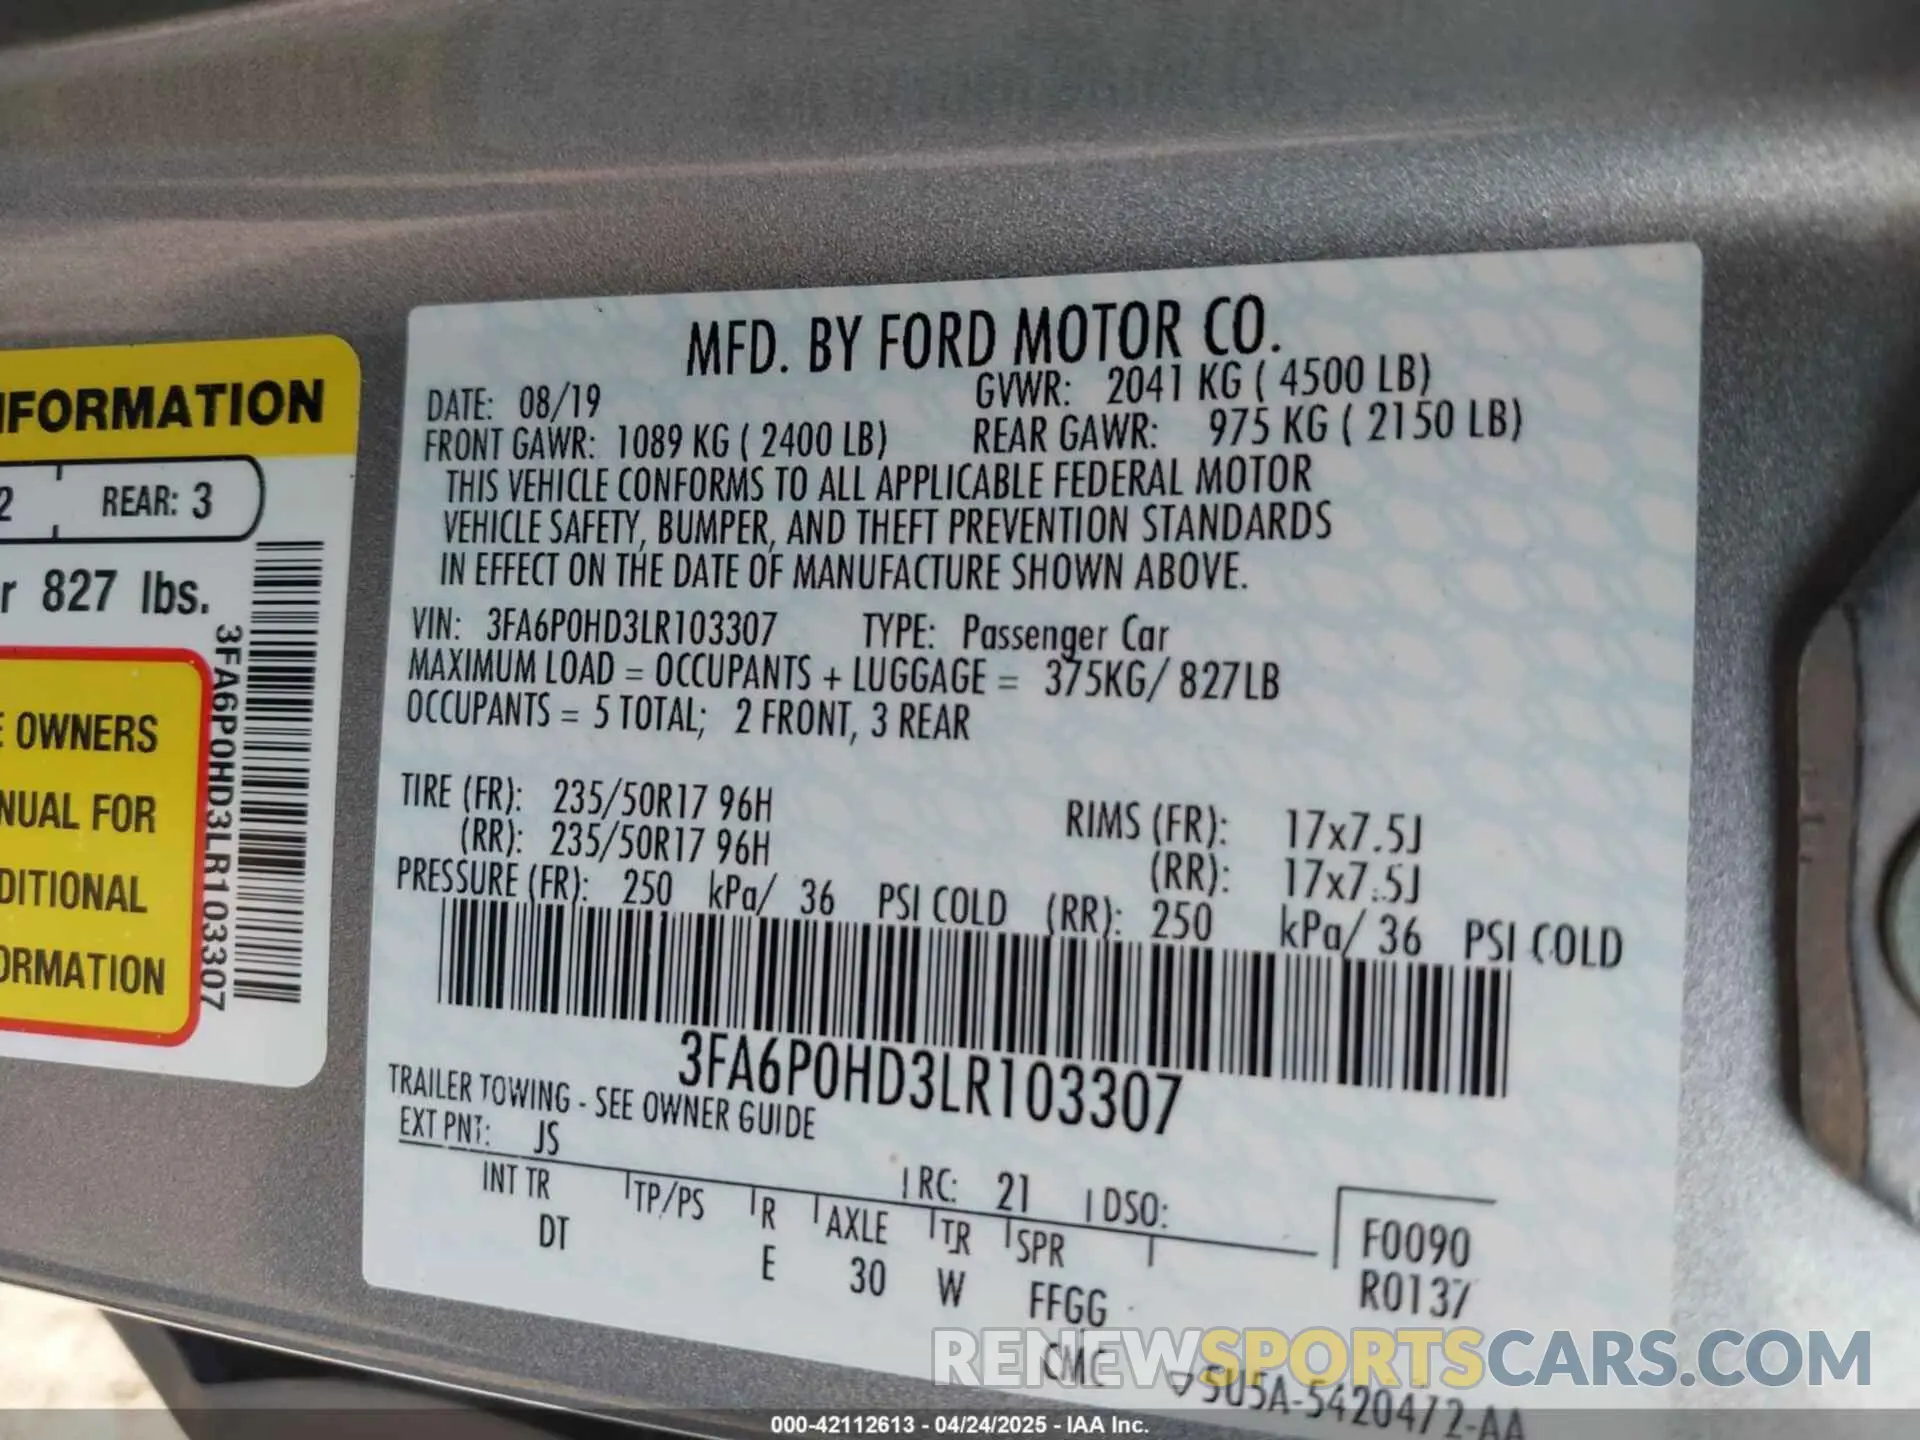 NFORMATION
2 REAR: 3
r 827 lbs.
3FA6P0HD3LR103307
E OWNERS
NUAL FOR
DITIONAL
ORMATION
MFD. BY FORD MOTOR CO.
DATE: 08/19 GVWR: 2041 KG ( 4500 LB)
FRONT GAWR: 1089 KG ( 2400 LB) REAR GAWR: 975 KG ( 2150 LB)
THIS VEHICLE CONFORMS TO ALL APPLICABLE FEDERAL MOTOR
VEHICLE SAFETY, BUMPER, AND THEFT PREVENTION STANDARDS
IN EFFECT ON THE DATE OF MANUFACTURE SHOWN ABOVE.
VIN: 3FA6P0HD3LR103307 TYPE: Passenger Car
MAXIMUM LOAD = OCCUPANTS + LUGGAGE = 375KG/ 827LB
OCCUPANTS = 5 TOTAL; 2 FRONT, 3 REAR
TIRE (FR): 235/50R17 96H RIMS (FR): 17x7.5J
(RR): 235/50R17 96H (RR): 17x7.5J
PRESSURE (FR): 250 kPa/ 36 PSI COLD (RR): 250 kPa/ 36 PSI COLD
3FA6P0HD3LR103307
TRAILER TOWING - SEE OWNER GUIDE
EXT PNT: JS RC: 21 DSO:
INT TR TP/PS R AXLE TR SPR F0090
DT E 30 W FFGG R0137
CMC
5U5A-5420472-AA
RENEWSPORTSCARS.COM
000-42112613 - 04/24/2025 - IAA Inc.